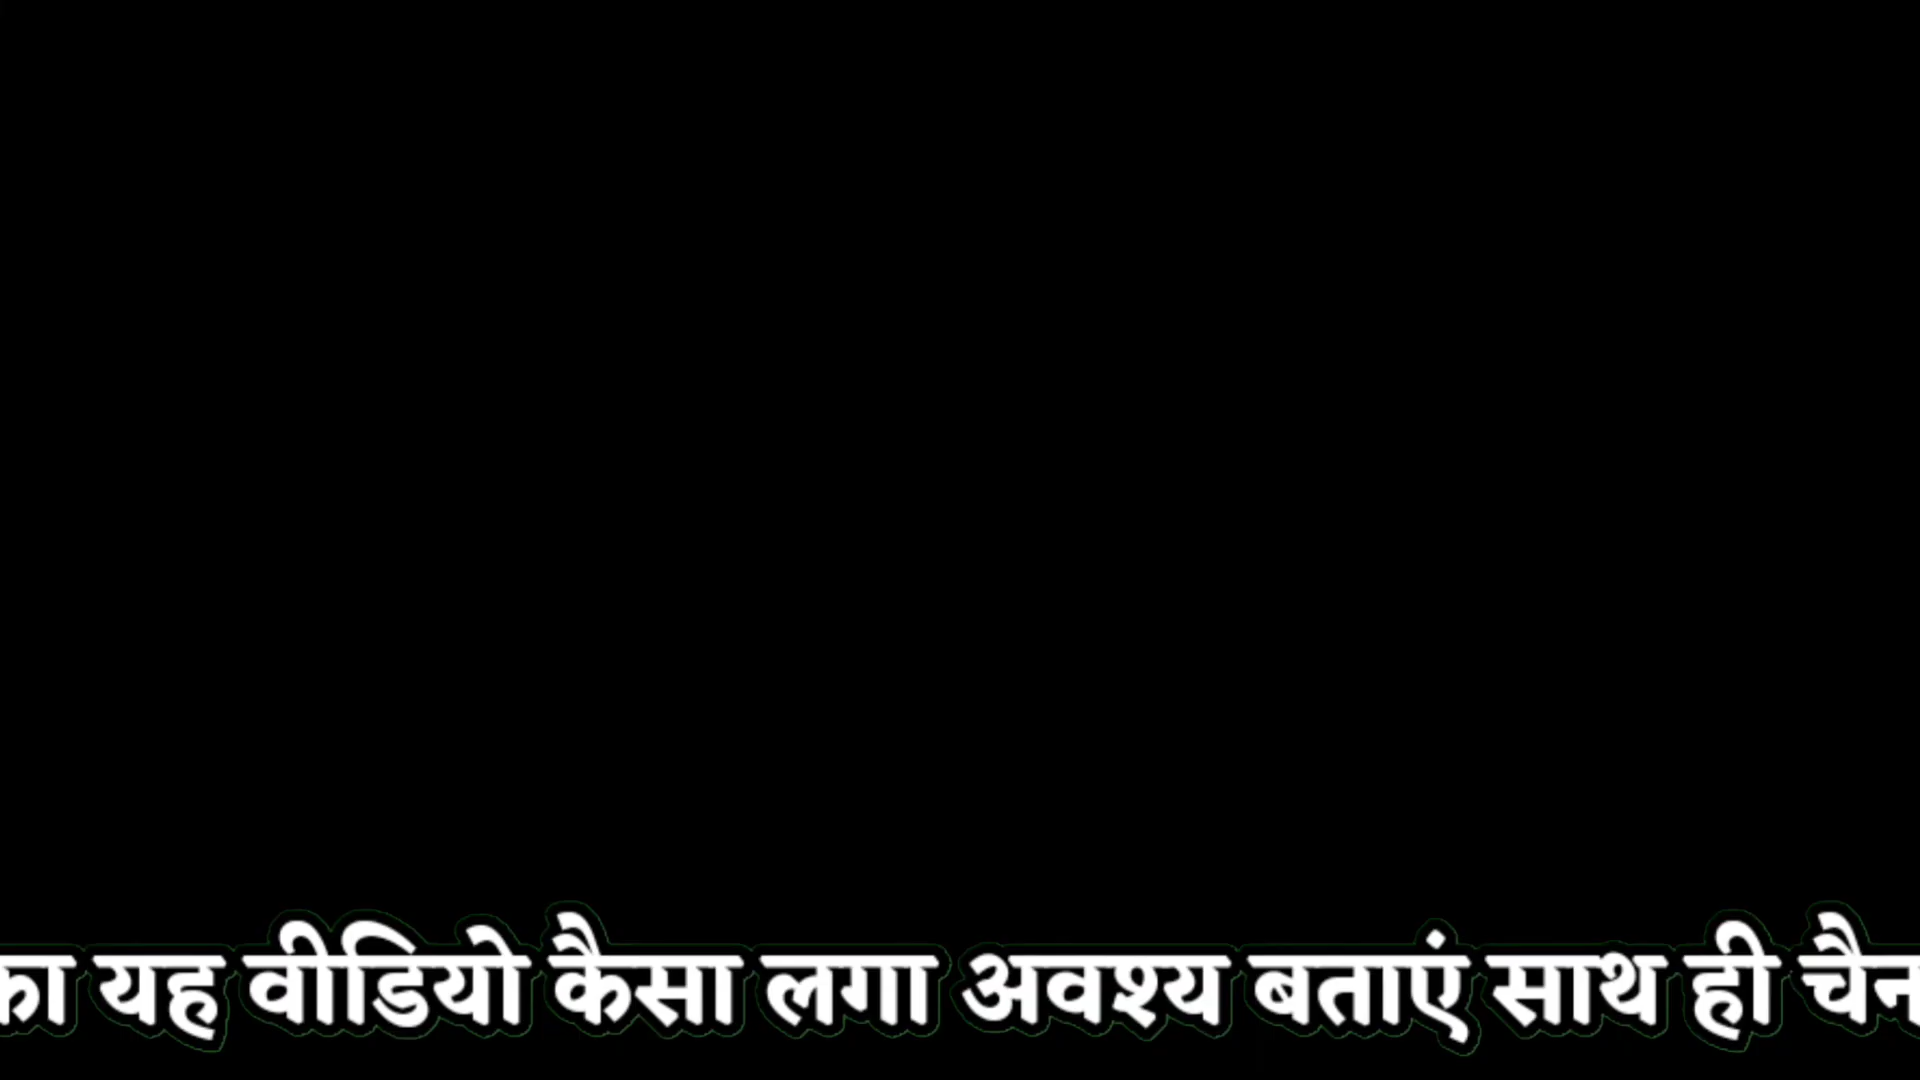 का यह वीडियो कैसा लगा अवश्य बताएं साथ ही चैन